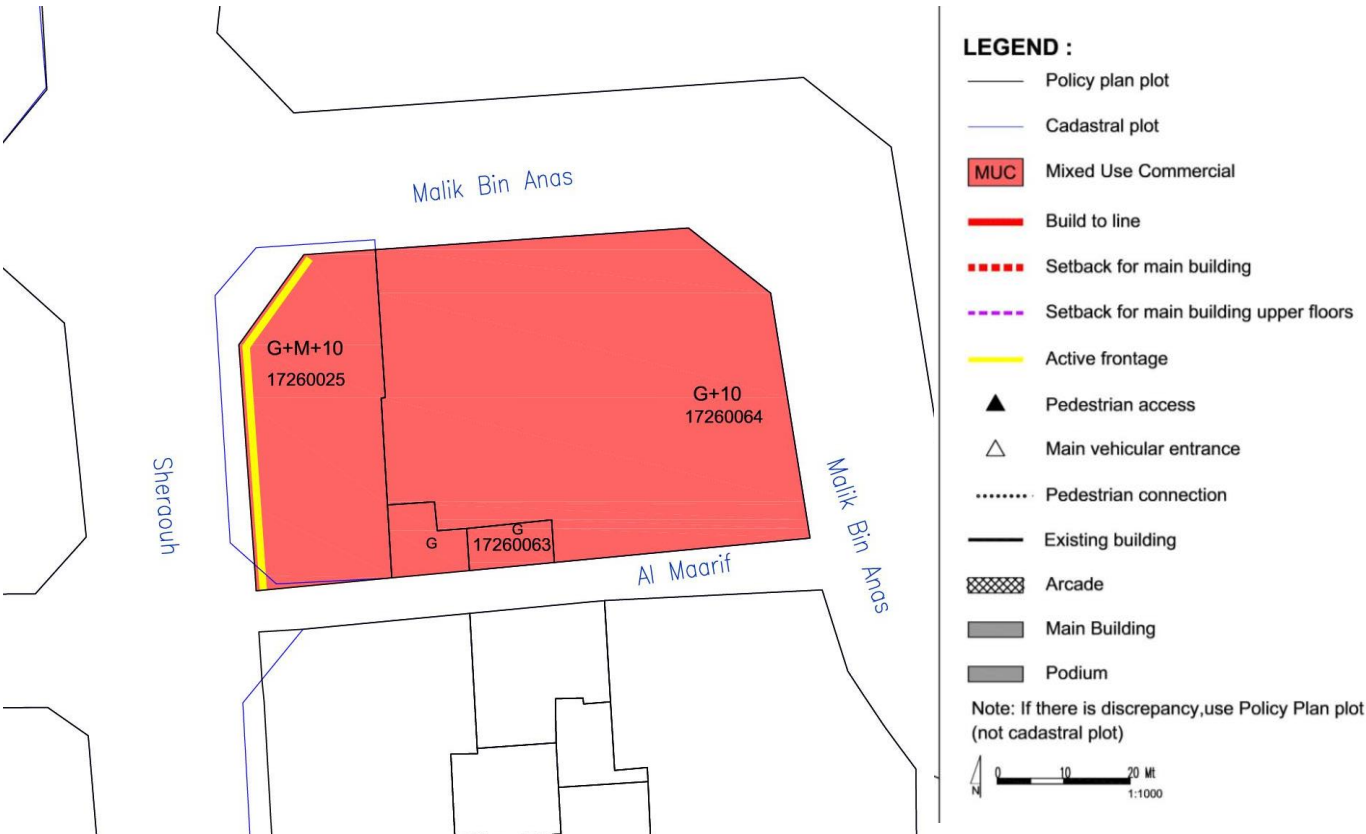 Malik Bin Anas
G+M+10
17260025
G+10
17260064
Sheraouh
Malik Bin Anas
G
G
17260063
Al Maarif
LEGEND :
Policy plan plot
Cadastral plot
MUC Mixed Use Commercial
Build to line
Setback for main building
Setback for main building upper floors
Active frontage
Pedestrian access
Main vehicular entrance
Pedestrian connection
Existing building
Arcade
Main Building
Podium
Note: If there is discrepancy,use Policy Plan plot
(not cadastral plot)
N
0 10 20 Mt
1:1000